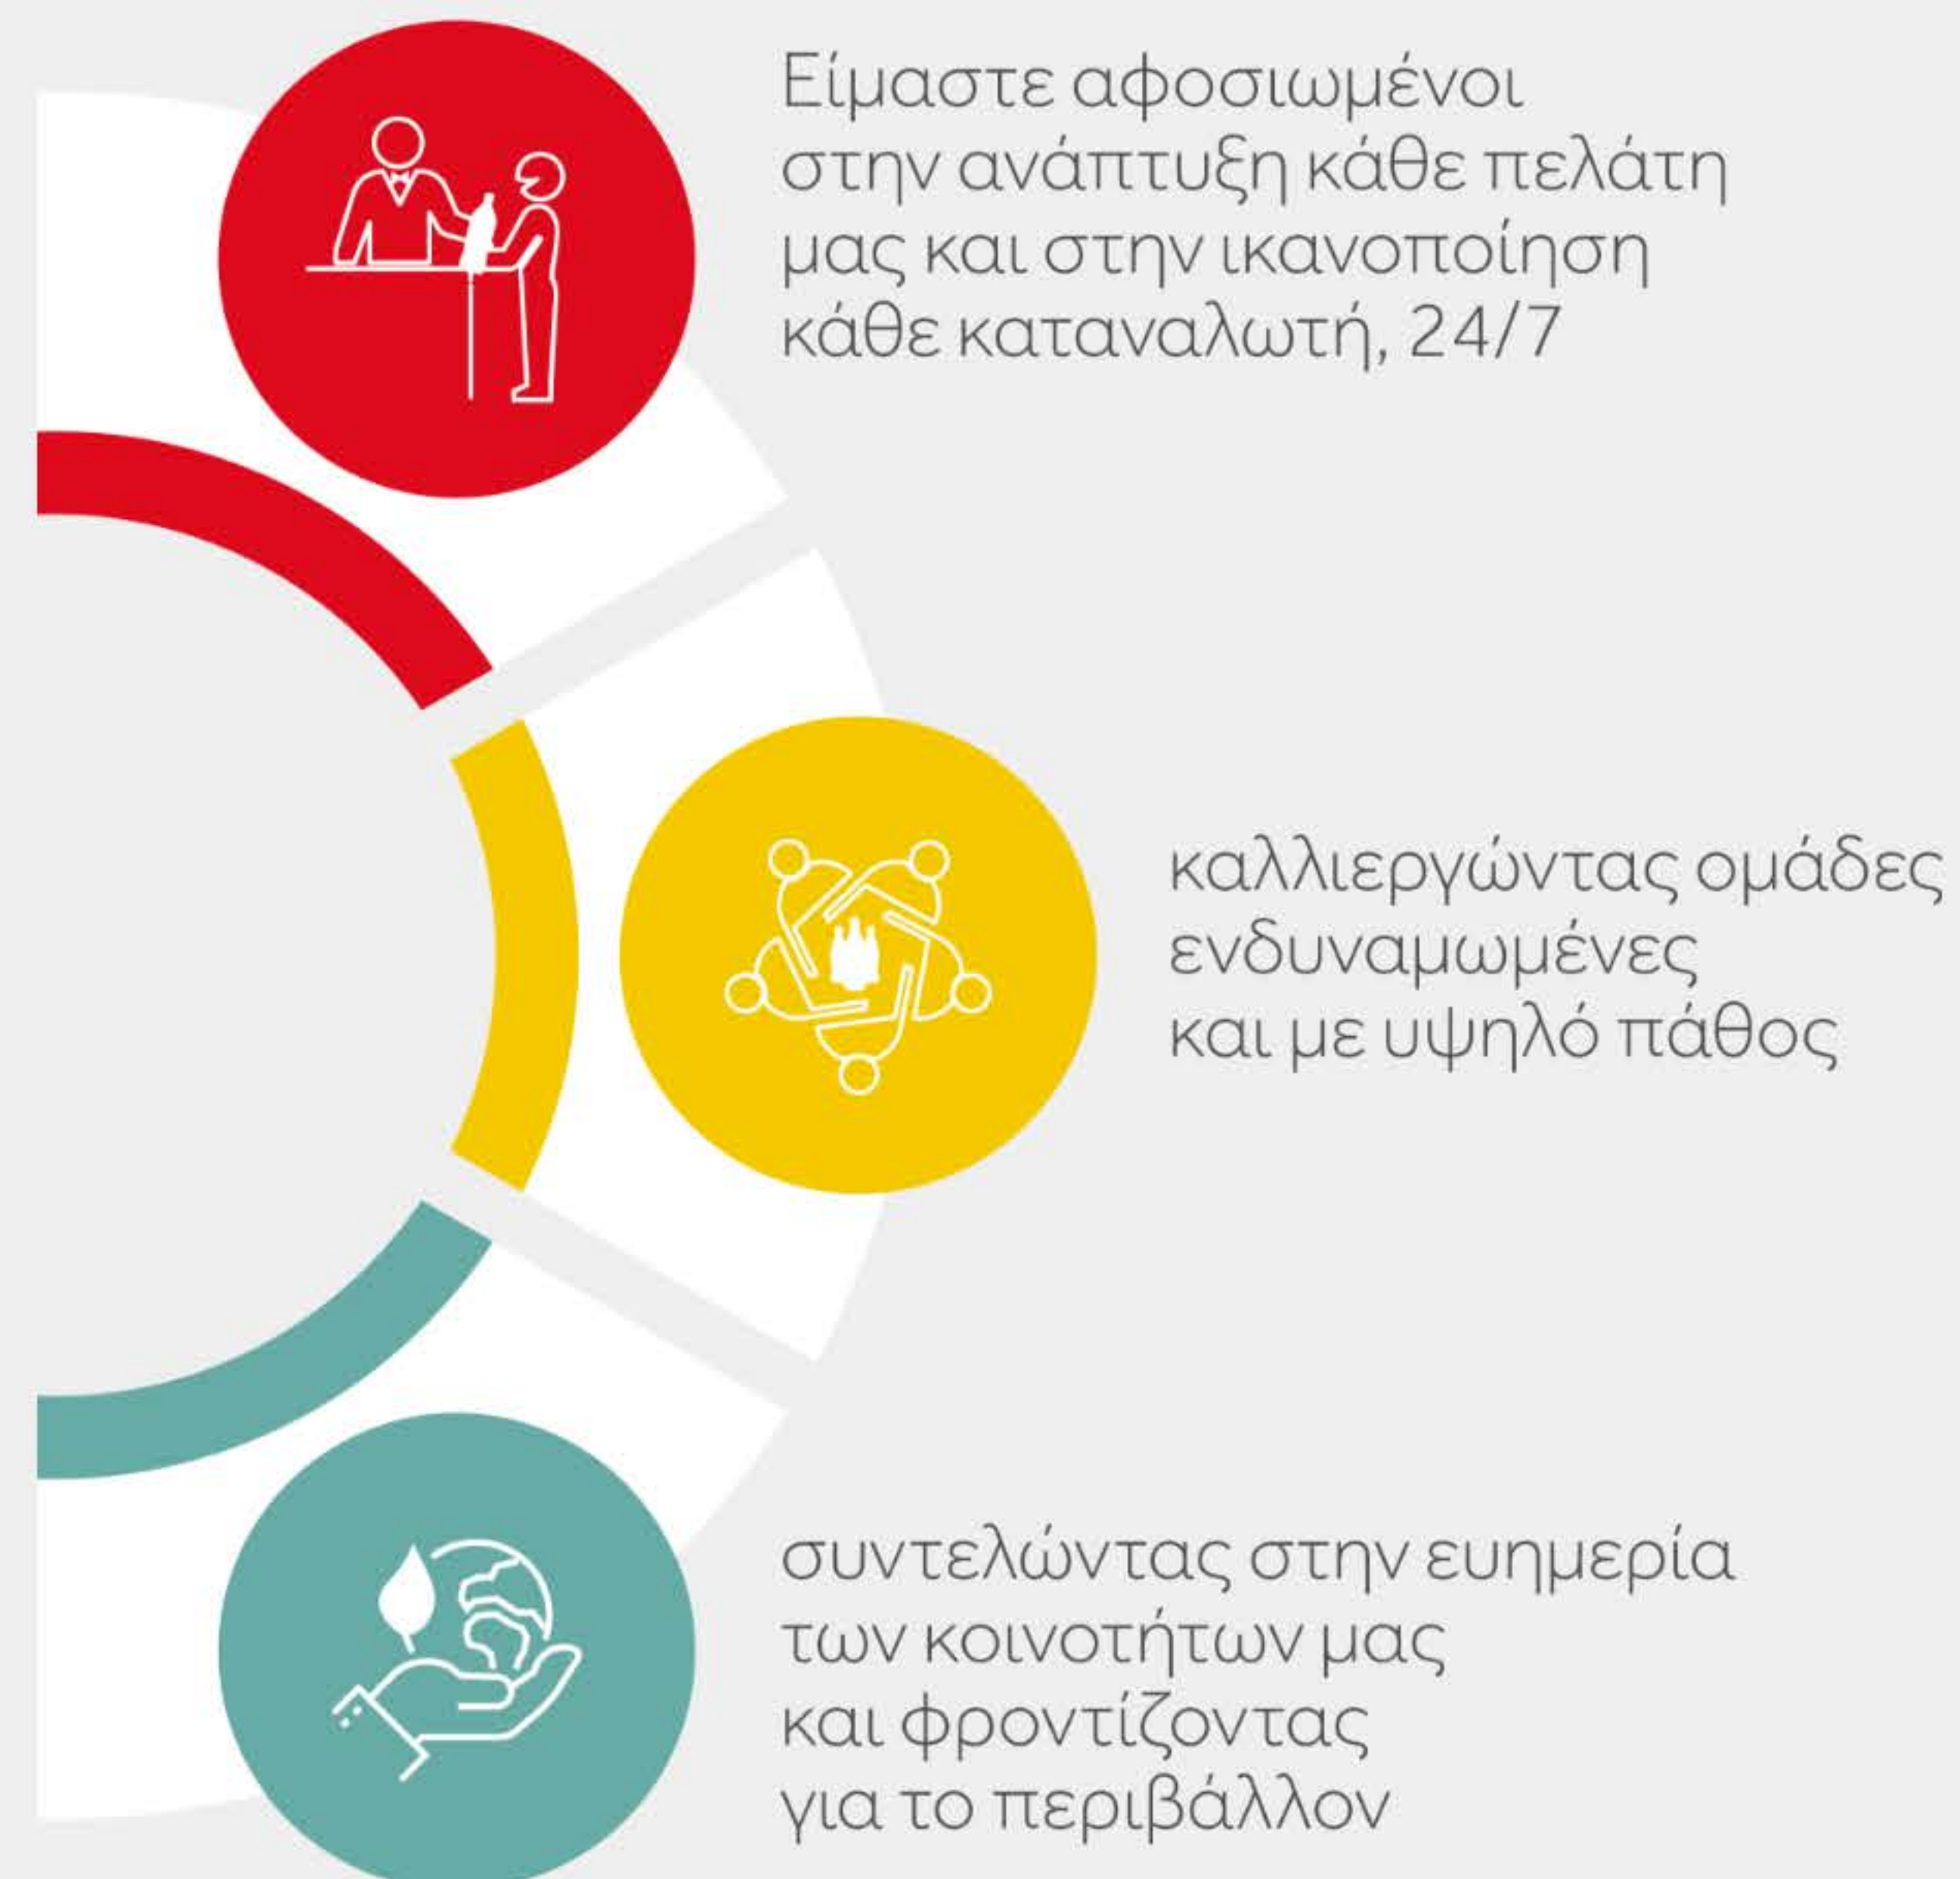 Είμαστε αφοσιωμένοι
στην ανάπτυξη κάθε πελάτη
μας και στην ικανοποίηση
κάθε καταναλωτή, 24/7
καλλιεργώντας ομάδες
ενδυναμωμένες
και με υψηλό πάθος
συντελώντας στην ευημερία
των κοινοτήτων μας
και φροντίζοντας
για το περιβάλλον